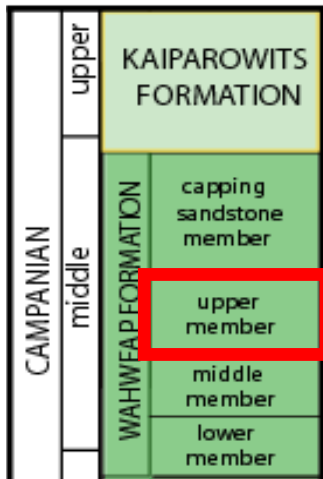 CAMPANIAN
upper
middle
KAIPAROWITS
FORMATION
WAHWEAP FORMATION
capping
sandstone
member
upper
member
middle
member
lower
member